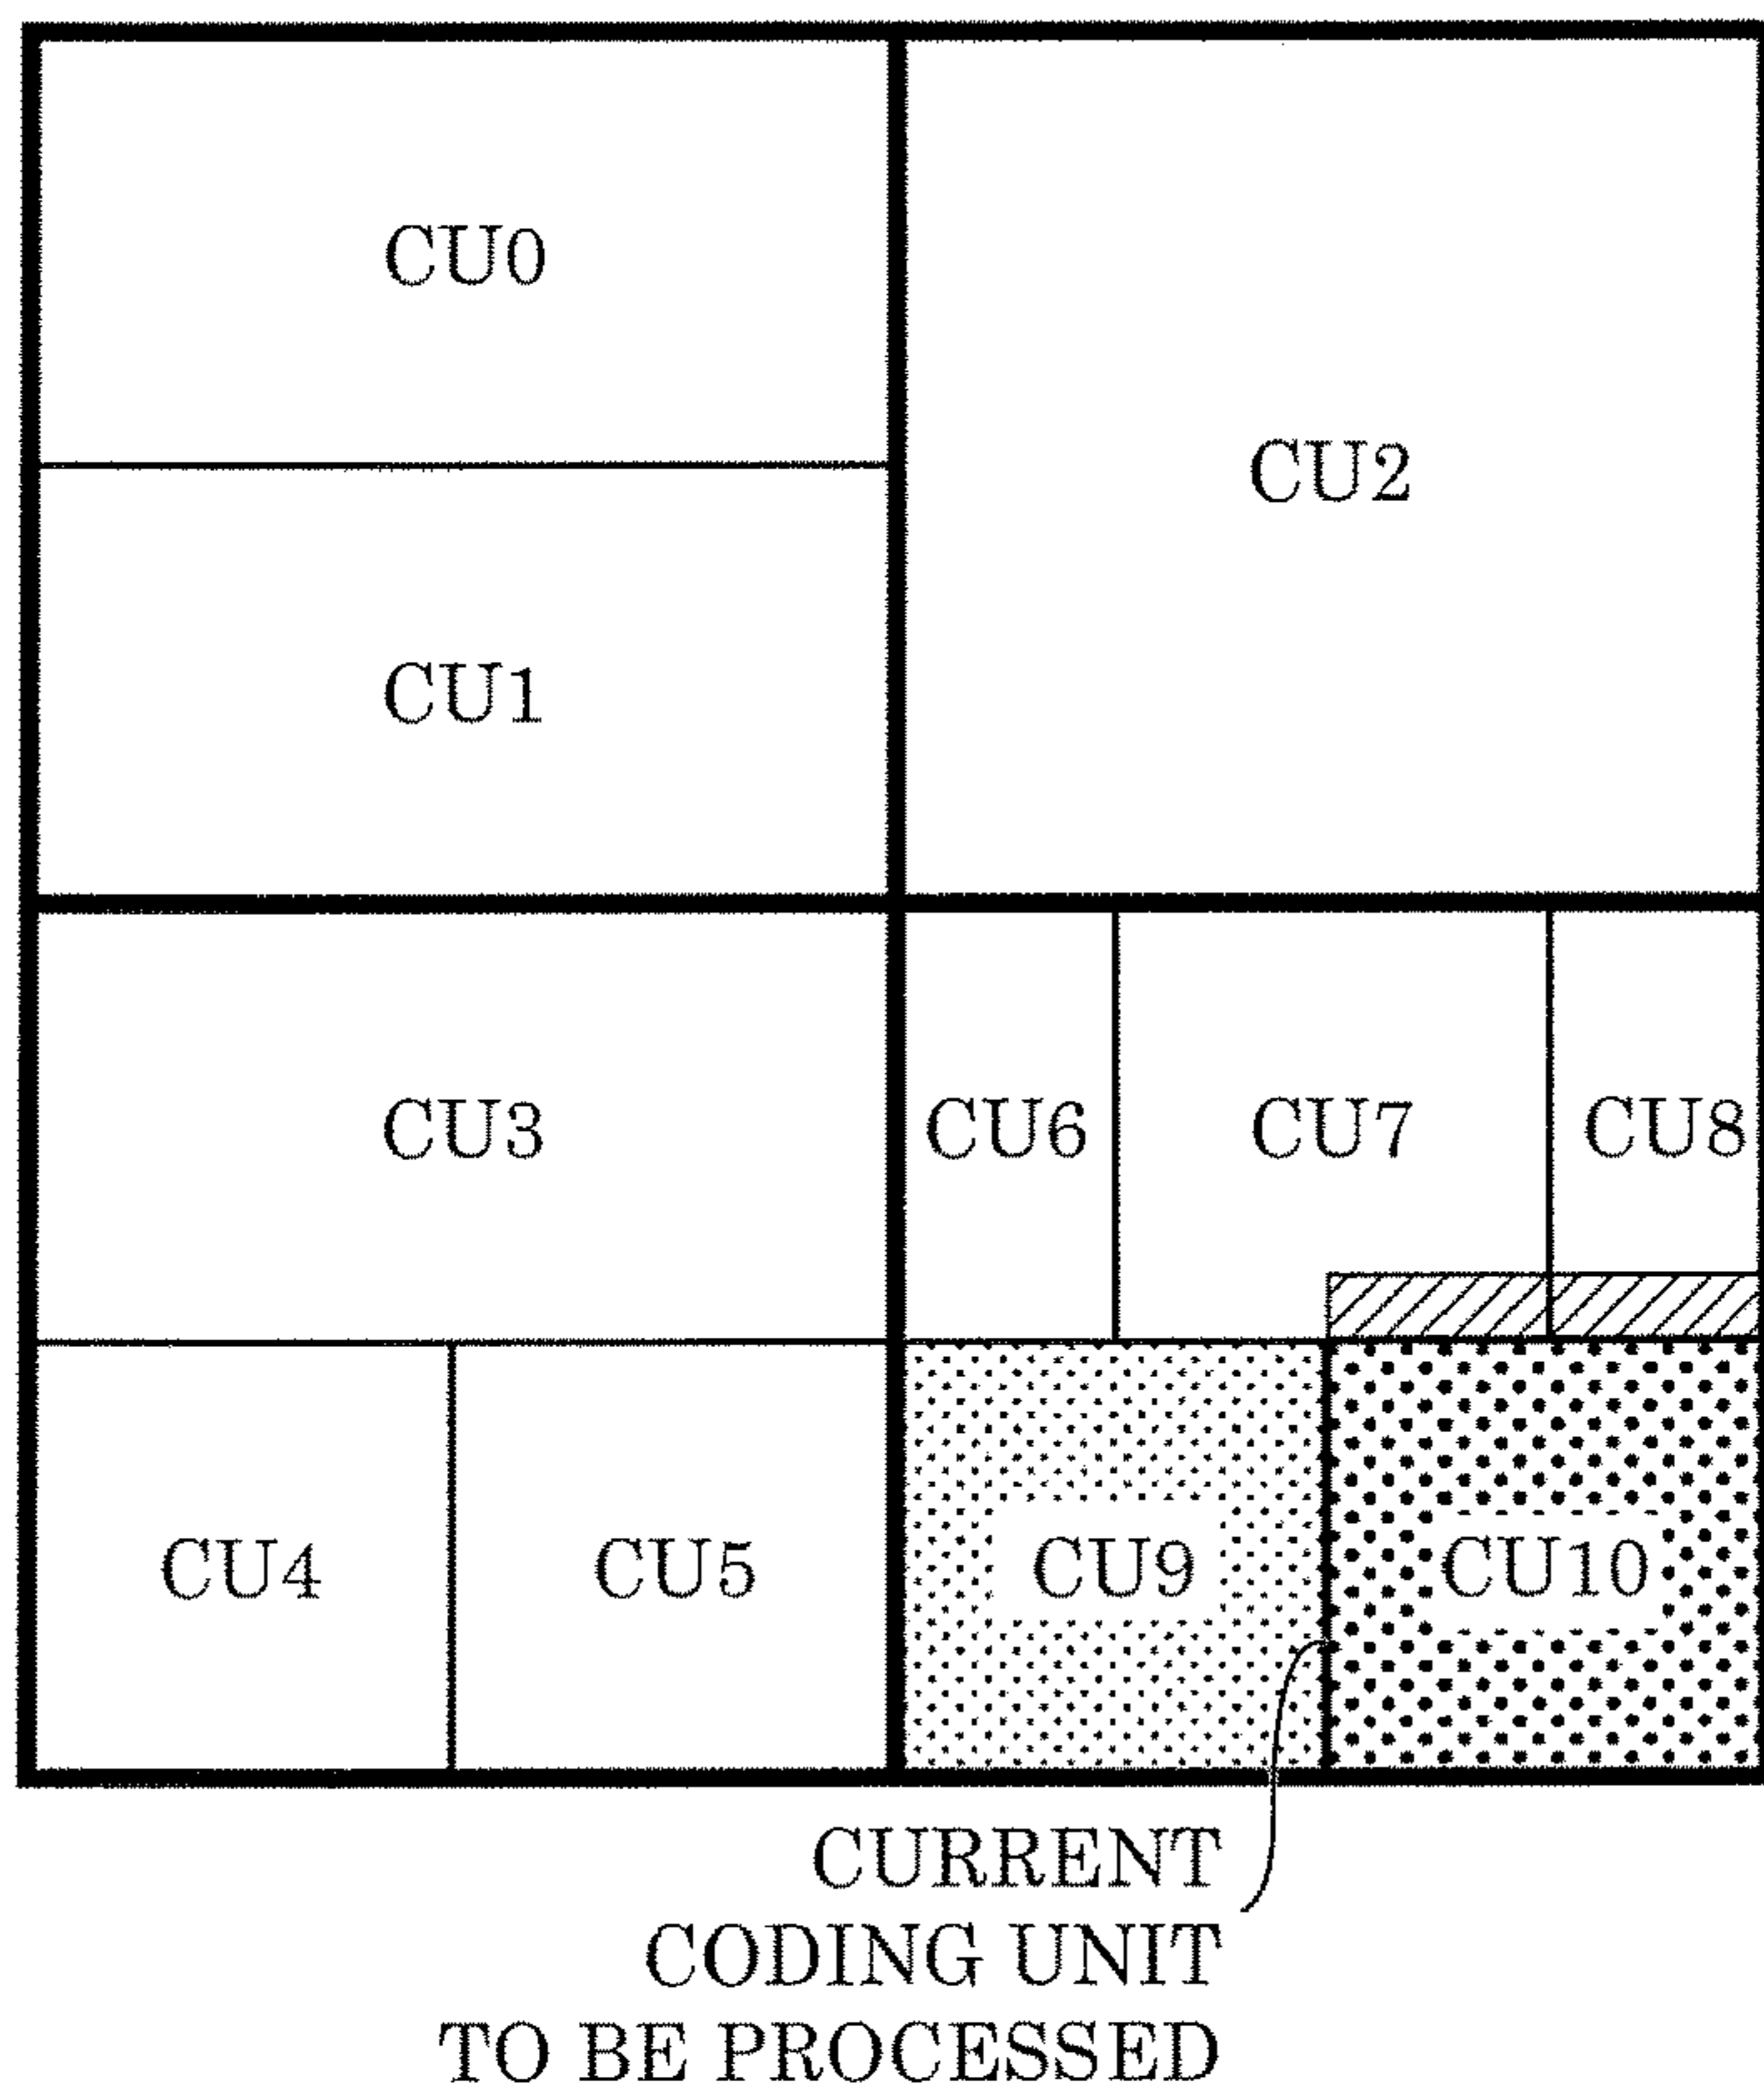 CU0
CU2
CU1
CU3
CU6
CU7
CU8
CU4
CU5
CU9
CU10
CURRENT
CODING UNIT
TO BE PROCESSED